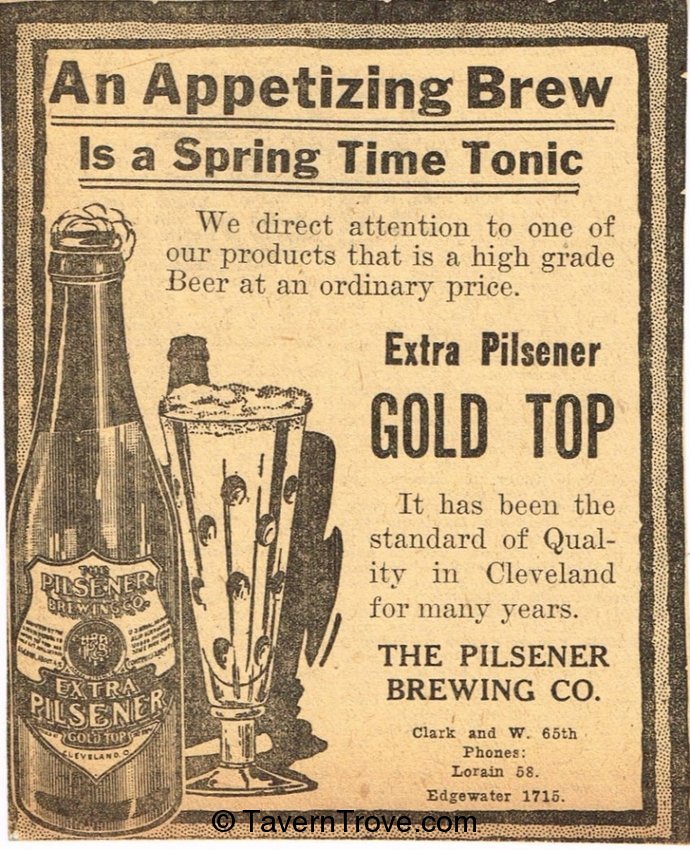 An Appetizing Brew
Is a Spring Time Tonic
We direct attention to one of
our products that is a high grade
Beer at an ordinary price.
Extra Pilsener
GOLD TOP
It has been the
standard of Qual-
ity in Cleveland
for many years.
THE PILSENER
BREWING CO.
Clark and W. 65th
Phones:
Lorain 58.
Edgewater 1715.
THE
PILSENER
BREWING CO.
EXTRA
PILSENER
GOLD TOP
CLEVELAND, O.
© TavernTrove.com